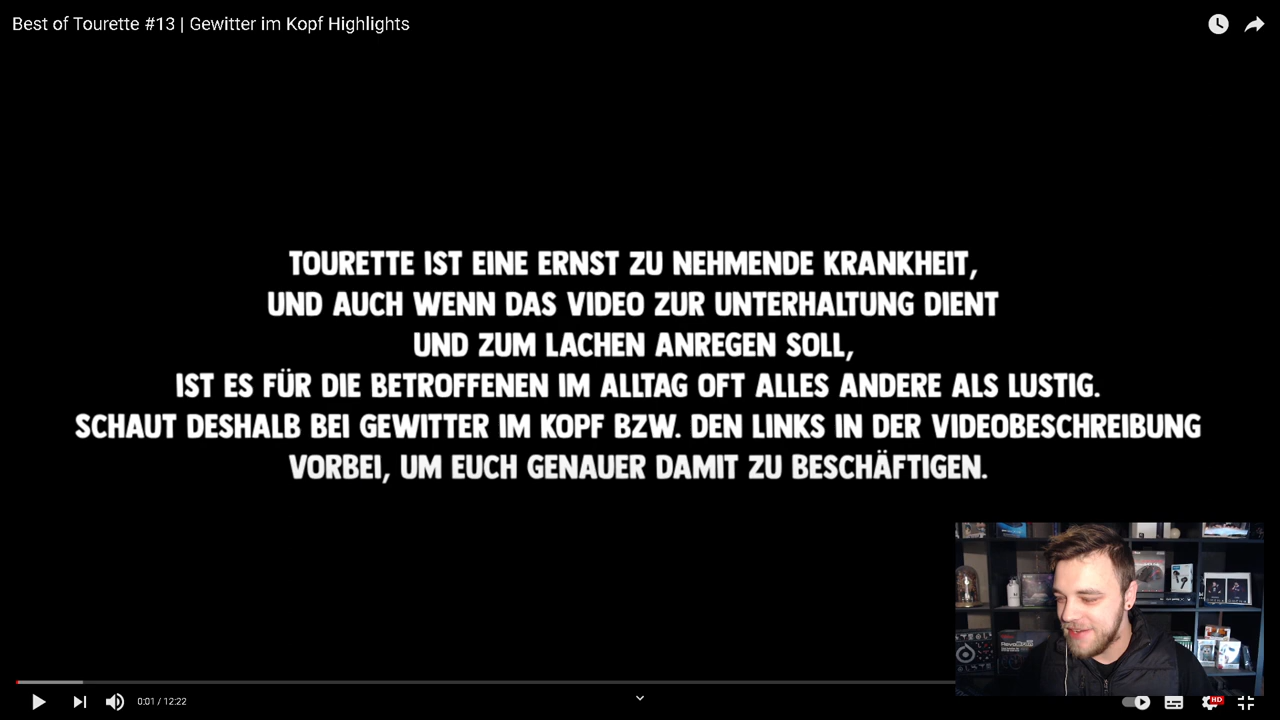 Best of Tourette #13 | Gewitter im Kopf Highlights
TOURETTE IST EINE ERNST ZU NEHMENDE KRANKHEIT,
UND AUCH WENN DAS VIDEO ZUR UNTERHALTUNG DIENT
UND ZUM LACHEN ANREGEN SOLL,
IST ES FÜR DIE BETROFFENEN IM ALLTAG OFT ALLES ANDERE ALS LUSTIG.
SCHAUT DESHALB BEI GEWITTER IM KOPF BZW. DEN LINKS IN DER VIDEOBESCHREIBUNG
VORBEI, UM EUCH GENAUER DAMIT ZU BESCHÄFTIGEN.
0:01 / 12:22
HD